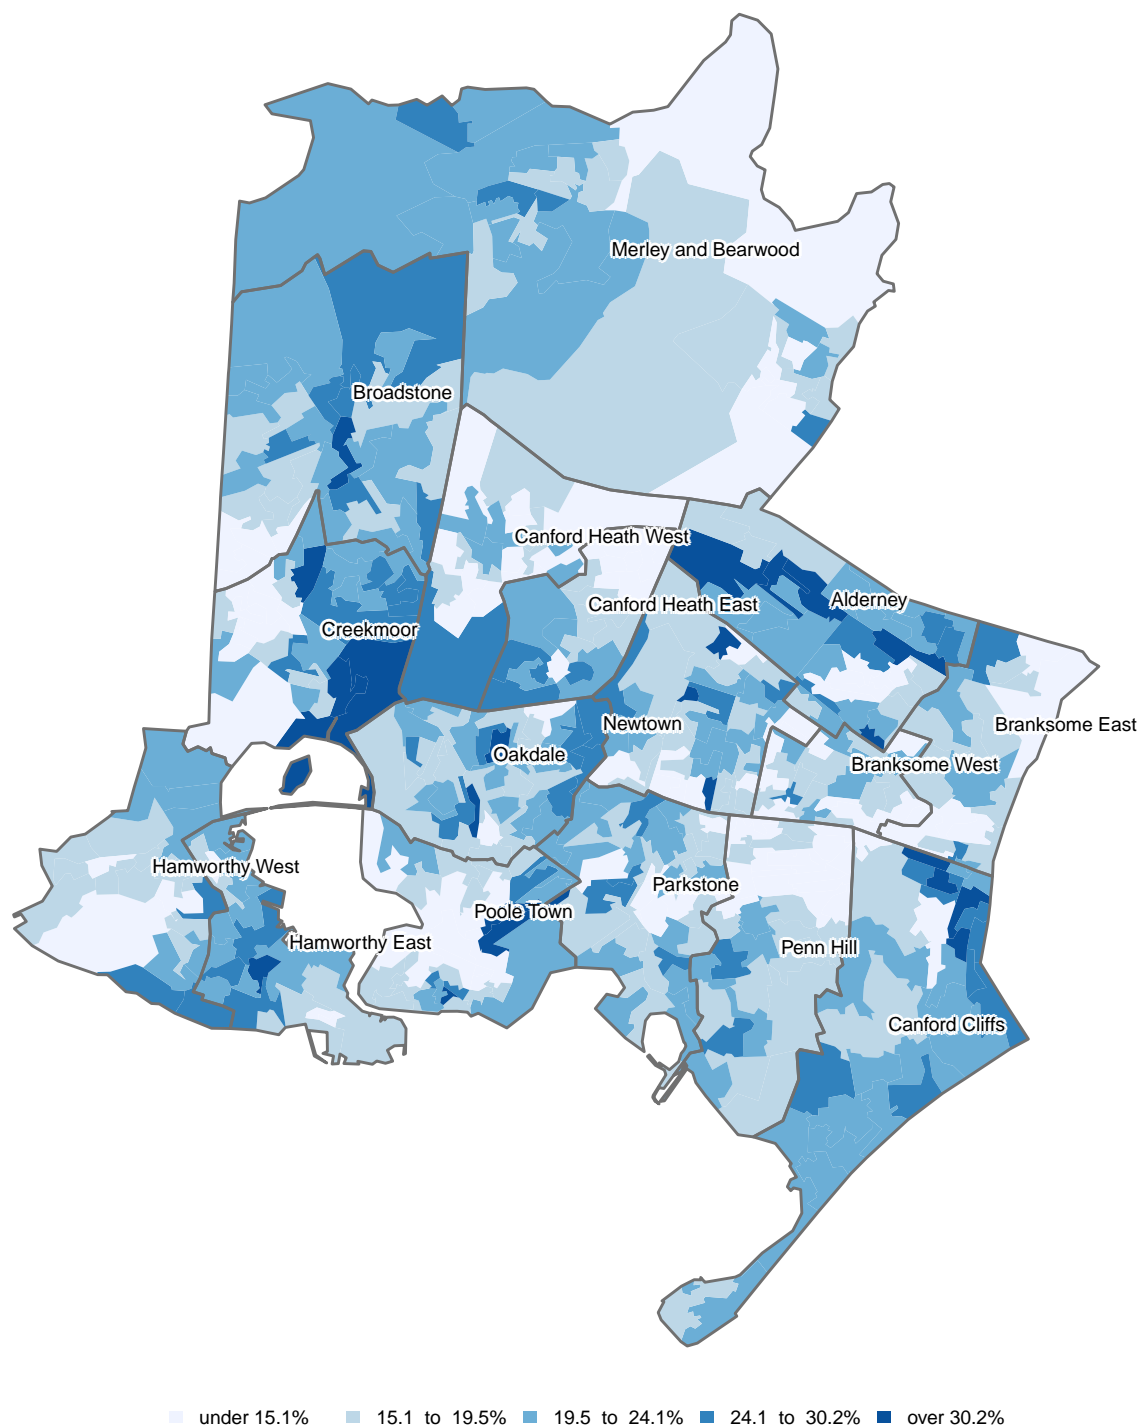 Merley and Bearwood
Broadstone
Canford Heath West
Alderney
Canford Heath East
Creekmoor
Newtown
Branksome East
Oakdale
Branksome West
Hamworthy West
Parkstone
Poole Town
Hamworthy East
Penn Hill
Canford Cliffs
under 15.1% 15.1 to 19.5% 19.5 to 24.1% 24.1 to 30.2% over 30.2%